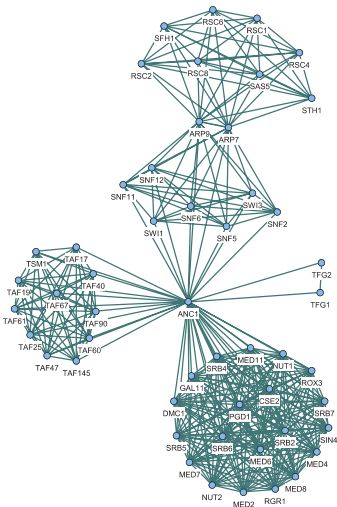 RSC6
RSC1
SFH1
RSC4
RSC2
RSC8
SAS5
STH1
ARP9
ARP7
SNF12
SNF11
SWI3
SNF6
SNF2
SWI1
SNF5
TAF17
TSM1
TFG2
TAF40
TAF19
TAF67
TFG1
ANC1
TAF61
TAF90
TAF25
TAF60
TAF47
TAF145
MED11
SRB4
NUT1
ROX3
GAL11
CSE2
DMC1
PGD1
SRB7
SIN4
SRB2
SRB5
SRB6
MED6
MED4
MED7
MED8
NUT2
MED2
RGR1